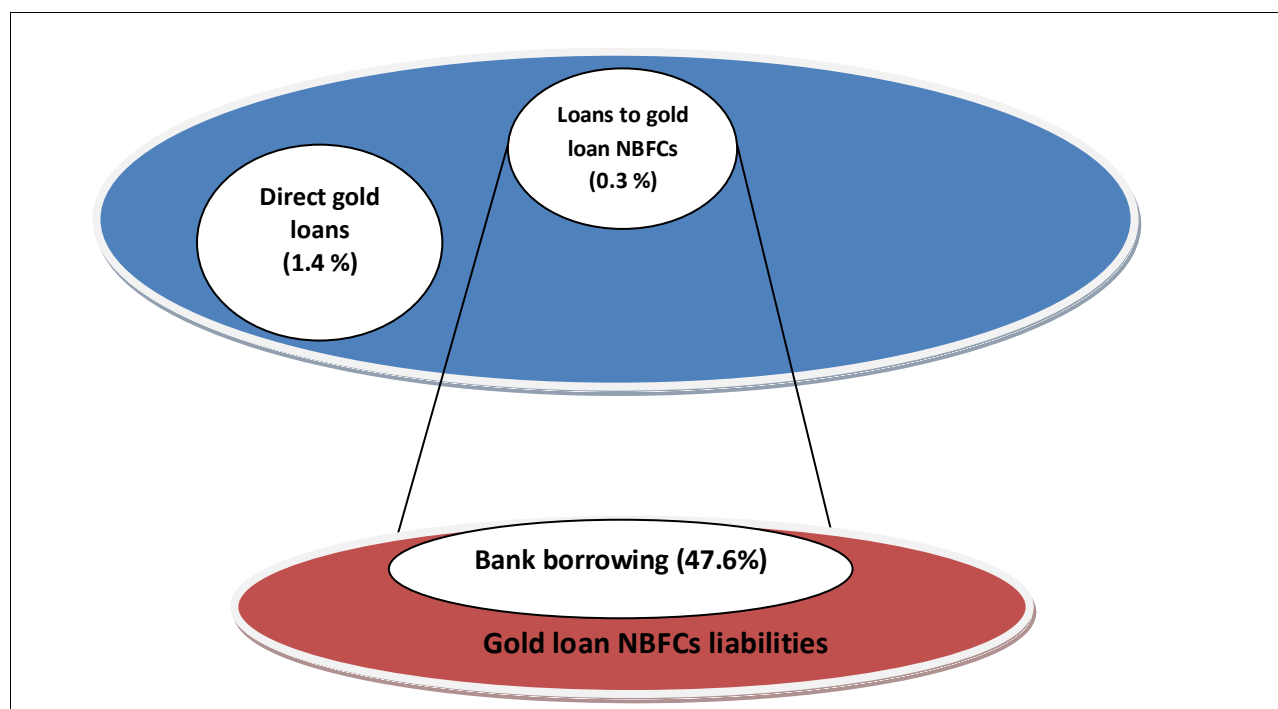 Loans to gold
loan NBFCs
(0.3 %)
Direct gold
loans
(1.4 %)
Bank borrowing (47.6%)
Gold loan NBFCs liabilities